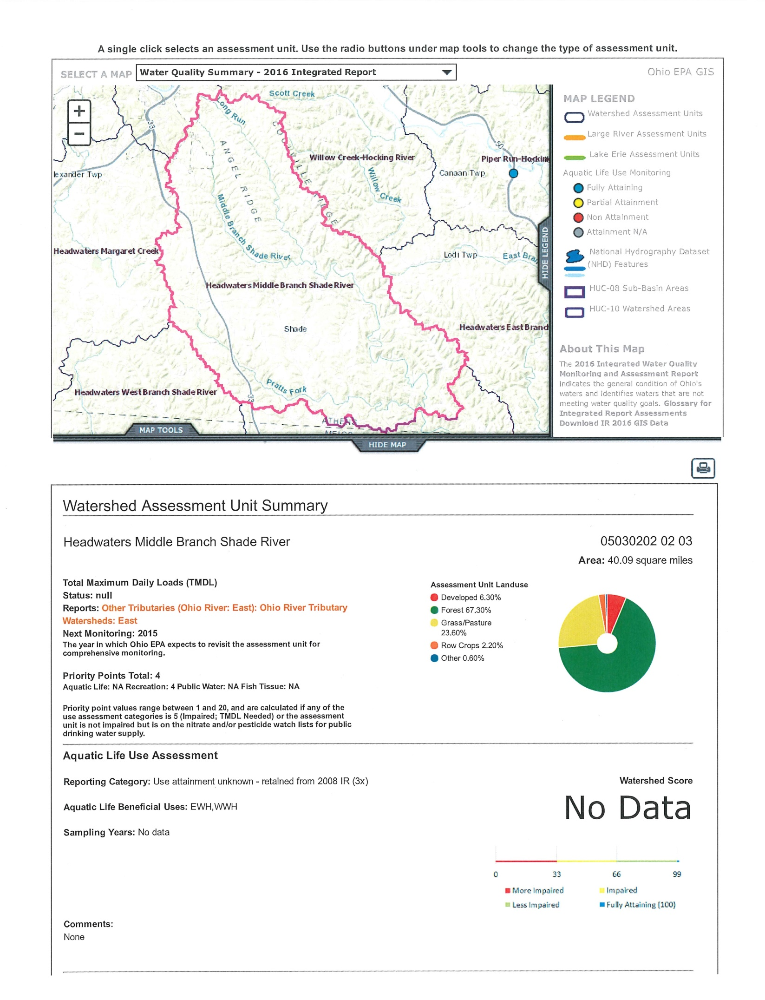 A single click selects an assessment unit. Use the radio buttons under map tools to change the type of assessment unit.
SELECT A MAP
Water Quality Summary - 2016 Integrated Report
Ohio EPA GIS
+
−
Scott Creek
Long Run
33
COOLVILLE RIDGE
ANGEL RIDGE
50
Willow Creek-Hocking River
Piper Run-Hockin
Canaan Twp
exander Twp
Willow Creek
Middle Branch Shade River
Headwaters Margaret Creek
Lodi Twp
East Bra
Headwaters Middle Branch Shade River
Shade
Headwaters East Branc
Pratts Fork
Headwaters West Branch Shade River
33
ATHENS
MEIGS
MAP TOOLS
HIDE MAP
HIDE LEGEND
MAP LEGEND
Watershed Assessment Units
Large River Assessment Units
Lake Erie Assessment Units
Aquatic Life Use Monitoring
Fully Attaining
Partial Attainment
Non Attainment
Attainment N/A
National Hydrography Dataset
(NHD) Features
HUC-08 Sub-Basin Areas
HUC-10 Watershed Areas
About This Map
The 2016 Integrated Water Quality
Monitoring and Assessment Report
indicates the general condition of Ohio's
waters and identifies waters that are not
meeting water quality goals. Glossary for
Integrated Report Assessments
Download IR 2016 GIS Data
Watershed Assessment Unit Summary
Headwaters Middle Branch Shade River
05030202 02 03
Area: 40.09 square miles
Total Maximum Daily Loads (TMDL)
Status: null
Reports: Other Tributaries (Ohio River: East): Ohio River Tributary
Watersheds: East
Next Monitoring: 2015
The year in which Ohio EPA expects to revisit the assessment unit for
comprehensive monitoring.
Priority Points Total: 4
Aquatic Life: NA Recreation: 4 Public Water: NA Fish Tissue: NA
Priority point values range between 1 and 20, and are calculated if any of the
use assessment categories is 5 (Impaired; TMDL Needed) or the assessment
unit is not impaired but is on the nitrate and/or pesticide watch lists for public
drinking water supply.
Assessment Unit Landuse
Developed 6.30%
Forest 67.30%
Grass/Pasture
23.60%
Row Crops 2.20%
Other 0.60%
Aquatic Life Use Assessment
Reporting Category: Use attainment unknown - retained from 2008 IR (3x)
Aquatic Life Beneficial Uses: EWH,WWH
Sampling Years: No data
Watershed Score
No Data
0 33 66 99
More Impaired Impaired
Less Impaired Fully Attaining (100)
Comments:
None